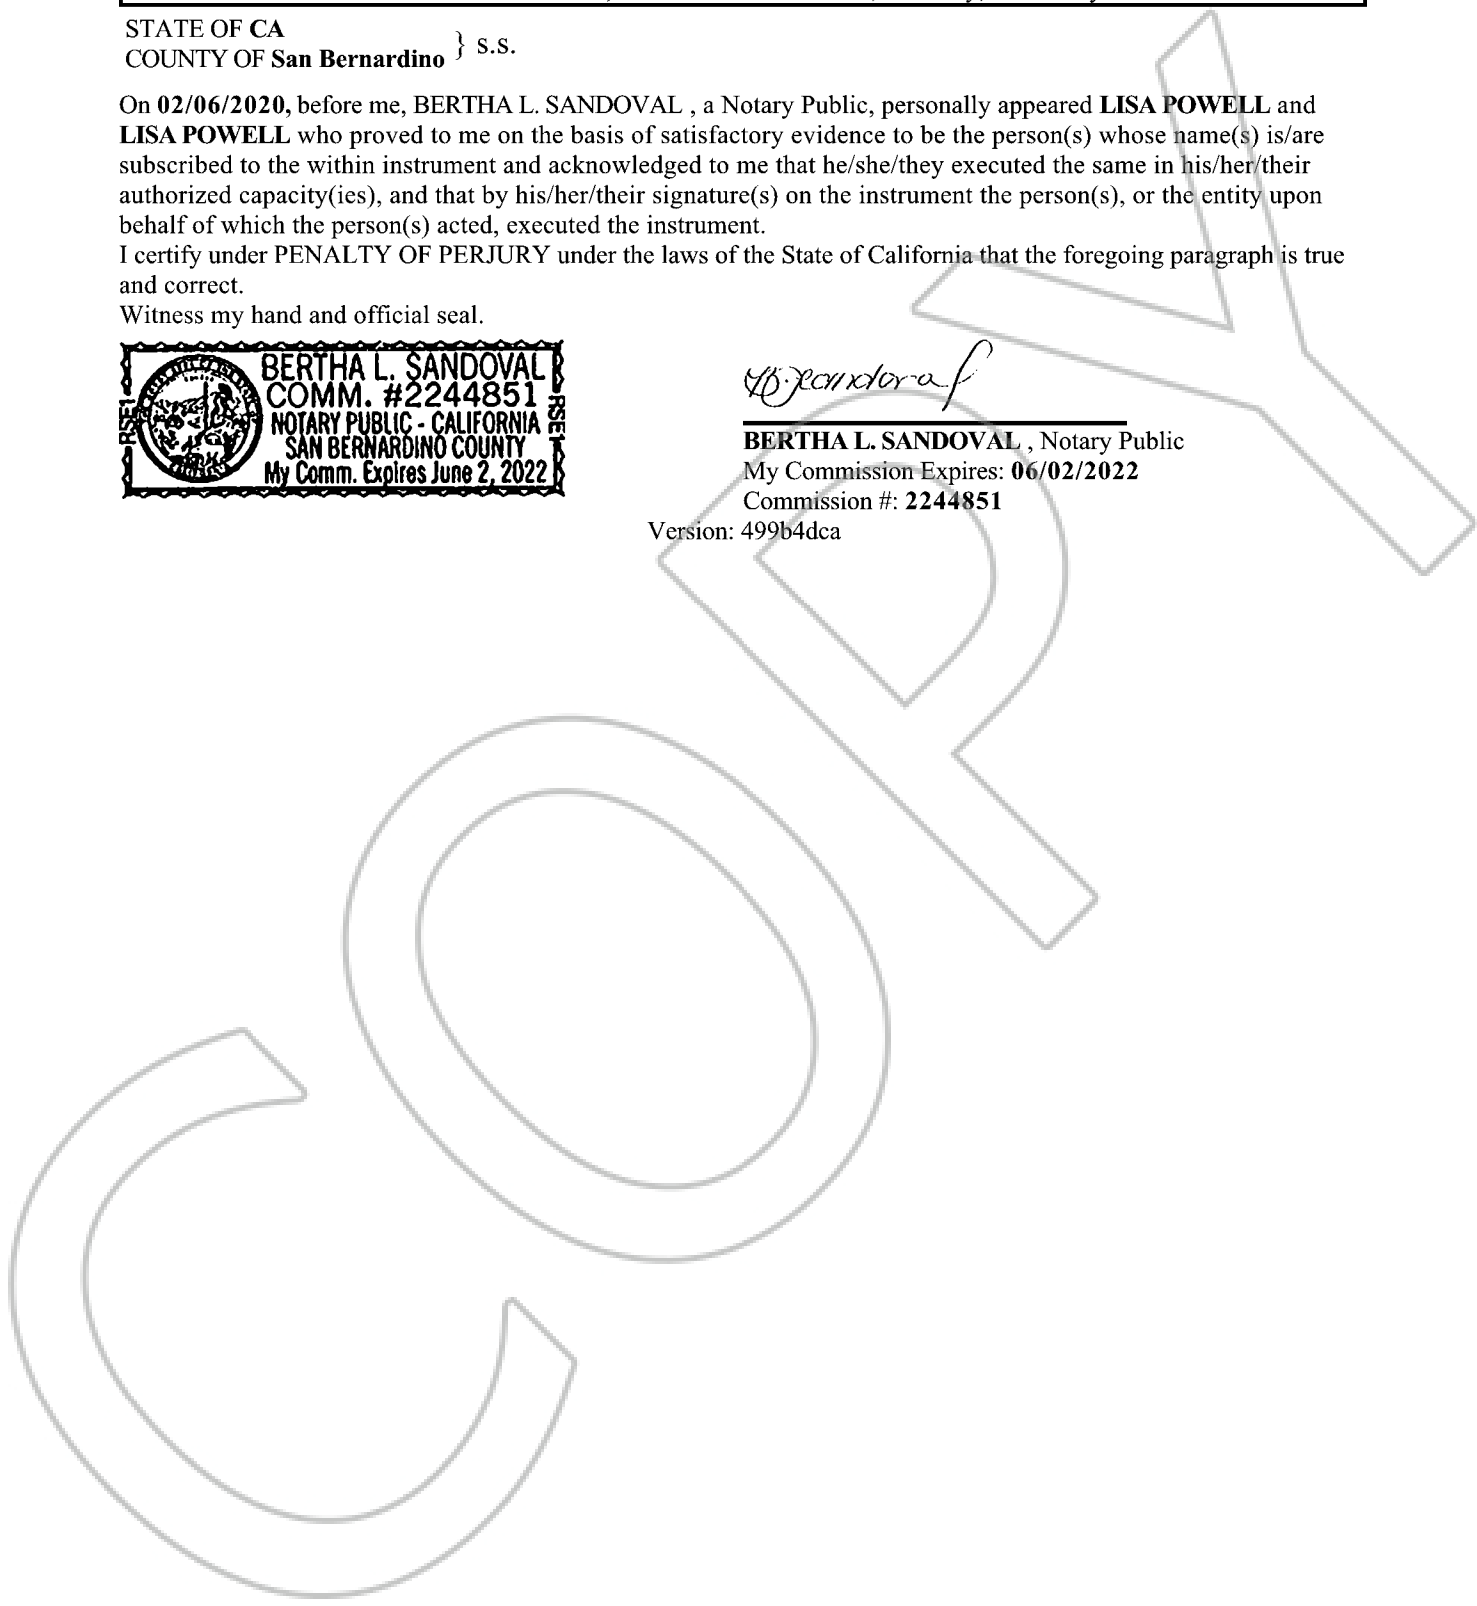 STATE OF CA
COUNTY OF San Bernardino } s.s.
On 02/06/2020, before me, BERTHA L. SANDOVAL , a Notary Public, personally appeared LISA POWELL and
LISA POWELL who proved to me on the basis of satisfactory evidence to be the person(s) whose name(s) is/are
subscribed to the within instrument and acknowledged to me that he/she/they executed the same in his/her/their
authorized capacity(ies), and that by his/her/their signature(s) on the instrument the person(s), or the entity upon
behalf of which the person(s) acted, executed the instrument.
I certify under PENALTY OF PERJURY under the laws of the State of California that the foregoing paragraph is true
and correct.
Witness my hand and official seal.
BERTHA L. SANDOVAL
COMM. #2244851
NOTARY PUBLIC - CALIFORNIA
SAN BERNARDINO COUNTY
My Comm. Expires June 2, 2022
RSE1
RSE1
BERTHA L. SANDOVAL , Notary Public
My Commission Expires: 06/02/2022
Commission #: 2244851
Version: 499b4dca
COPY